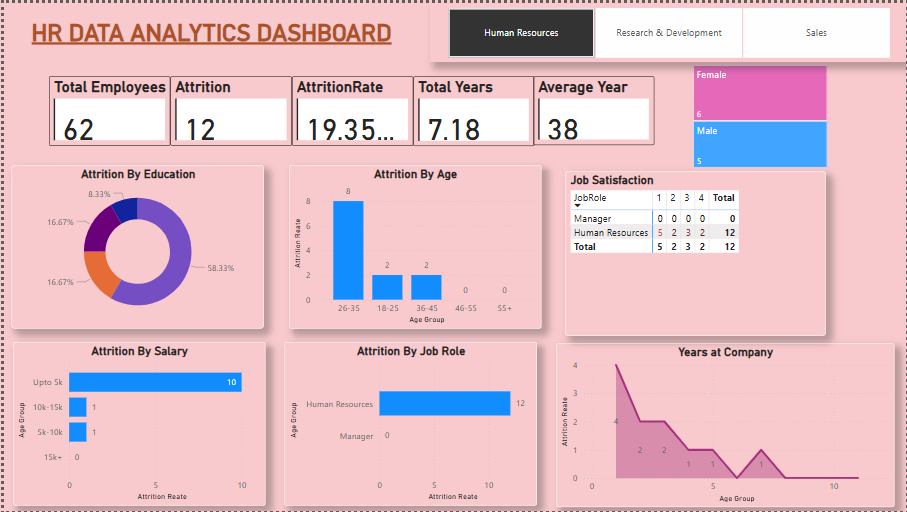 HR DATA ANALYTICS DASHBOARD
Human Resources
Research & Development
Sales
Total Employees
62
Attrition
12
AttritionRate
19.35...
Total Years
7.18
Average Year
38
Female
6
Male
5
Attrition By Education
8.33%
16.67%
16.67%
58.33%
Attrition By Age
Attrition Reate
8
6
4
2
0
8
2
2
0
0
26-35
18-25
36-45
46-55
55+
Age Group
Job Satisfaction
JobRole 1 2 3 4 Total
Manager 0 0 0 0 0
Human Resources 5 2 3 2 12
Total 5 2 3 2 12
Attrition By Salary
Age Group
Upto 5k 10
10k-15k 1
5k-10k 1
15k+ 0
0 5 10
Attrition Reate
Attrition By Job Role
Age Group
Human Resources 12
Manager 0
0 5 10
Attrition Reate
Years at Company
Attrition Reate
4
3
2
1
0
4
2
2
1
1
1
0 5 10
Age Group